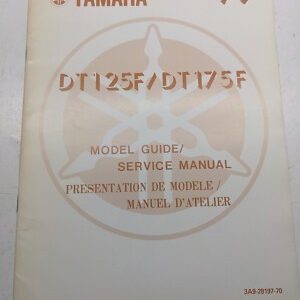 YAMAHA
DT125F/DT175F
MODEL GUIDE/
SERVICE MANUAL
PRESENTATION DE MODELE/
MANUEL D'ATELIER
3A9-28197-70